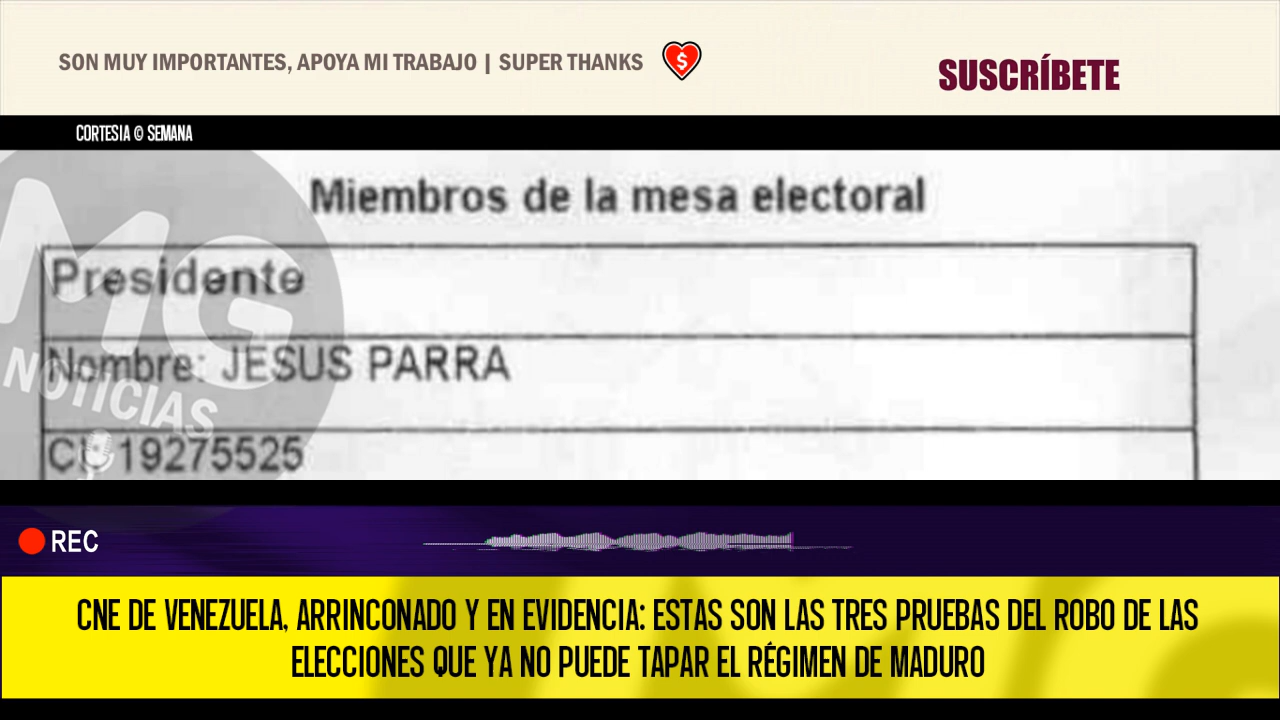 SON MUY IMPORTANTES, APOYA MI TRABAJO | SUPER THANKS
SUSCRÍBETE
CORTESIA © SEMANA
Miembros de la mesa electoral
Presidente
Nombre: JESUS PARRA
CI: 19275525
MG
NOTICIAS
REC
CNE DE VENEZUELA, ARRINCONADO Y EN EVIDENCIA: ESTAS SON LAS TRES PRUEBAS DEL ROBO DE LAS
ELECCIONES QUE YA NO PUEDE TAPAR EL RÉGIMEN DE MADURO